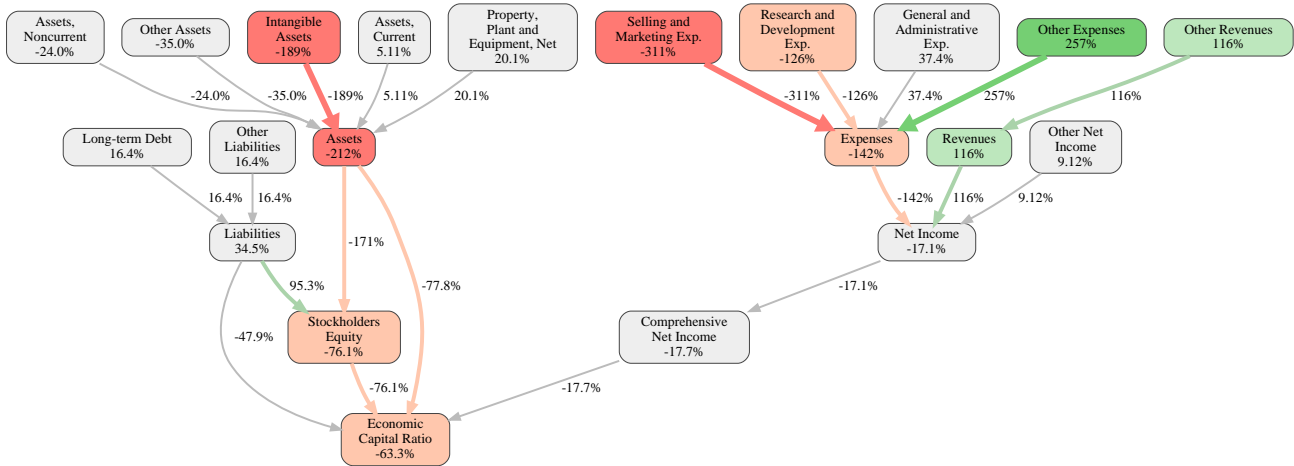 Assets,
Noncurrent
-24.0%
Other Assets
-35.0%
Intangible
Assets
-189%
Assets,
Current
5.11%
Property,
Plant and
Equipment, Net
20.1%
Selling and
Marketing Exp.
-311%
Research and
Development
Exp.
-126%
General and
Administrative
Exp.
37.4%
Other Expenses
257%
Other Revenues
116%
-24.0%
-35.0%
-189%
5.11%
20.1%
-311%
-126%
37.4%
257%
116%
Long-term Debt
16.4%
Other
Liabilities
16.4%
Assets
-212%
Expenses
-142%
Revenues
116%
Other Net
Income
9.12%
16.4%
16.4%
-142%
116%
9.12%
Liabilities
34.5%
-171%
Net Income
-17.1%
95.3%
-77.8%
-17.1%
-47.9%
Stockholders
Equity
-76.1%
Comprehensive
Net Income
-17.7%
-76.1%
-17.7%
Economic
Capital Ratio
-63.3%